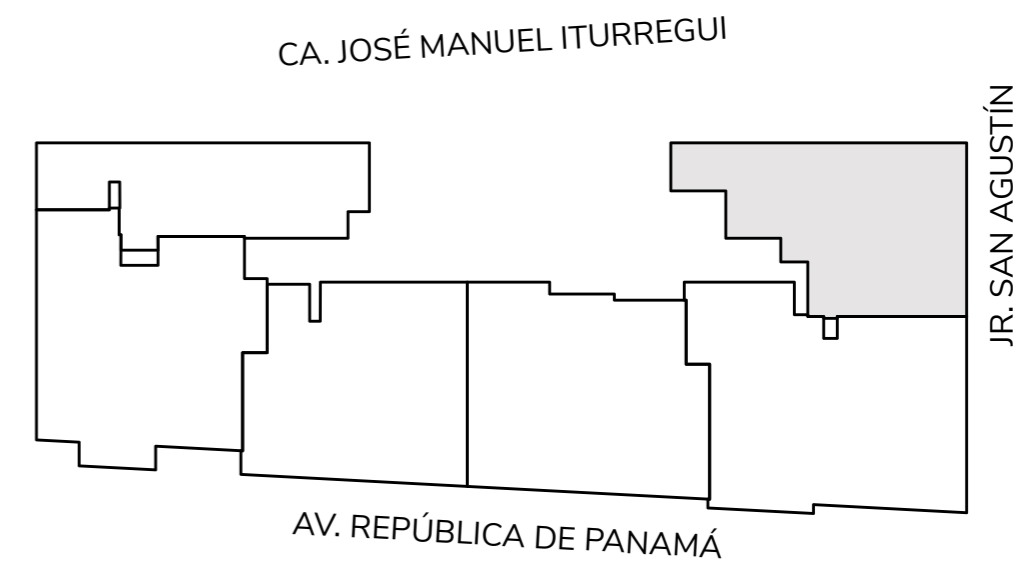 CA. JOSÉ MANUEL ITURREGUI
JR. SAN AGUSTÍN
AV. REPÚBLICA DE PANAMÁ